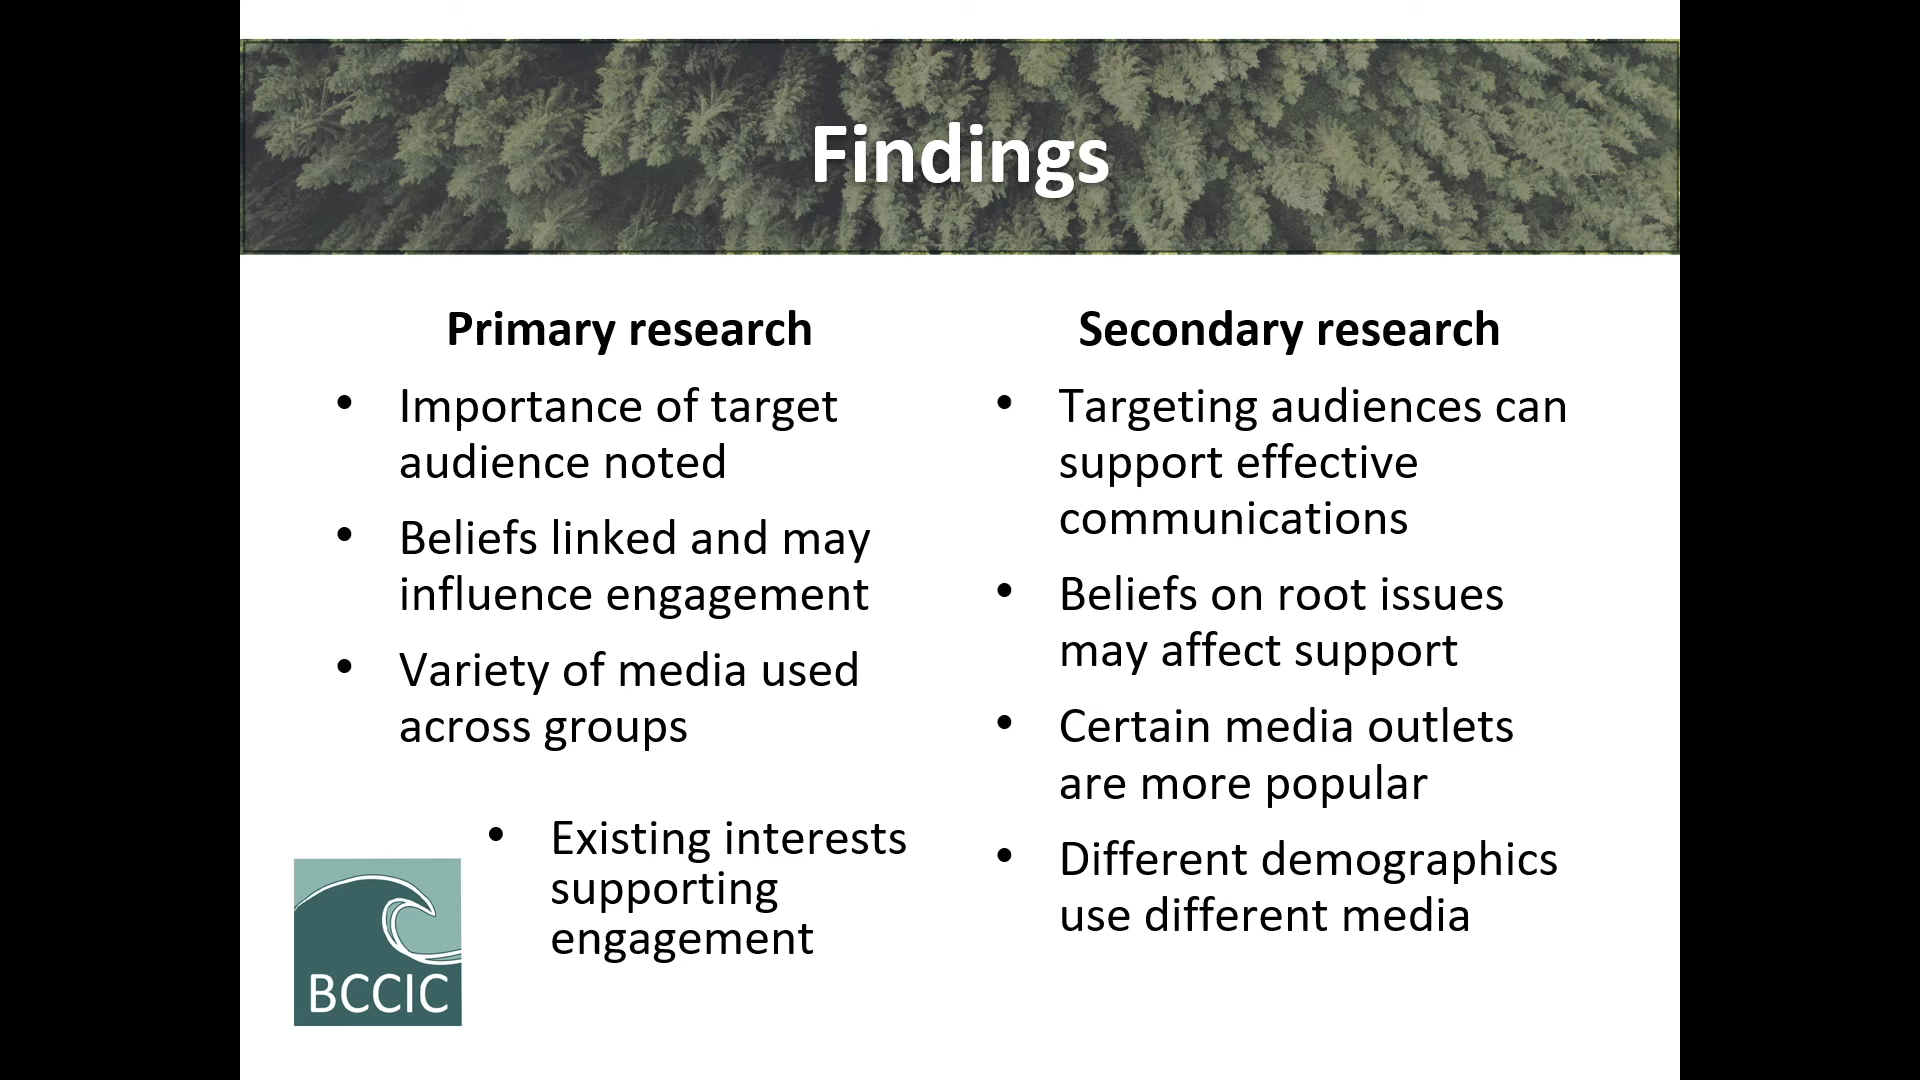 Findings
Primary research
• Importance of target
audience noted
• Beliefs linked and may
influence engagement
• Variety of media used
across groups
• Existing interests
supporting
engagement
BCCIC
Secondary research
• Targeting audiences can
support effective
communications
• Beliefs on root issues
may affect support
• Certain media outlets
are more popular
• Different demographics
use different media